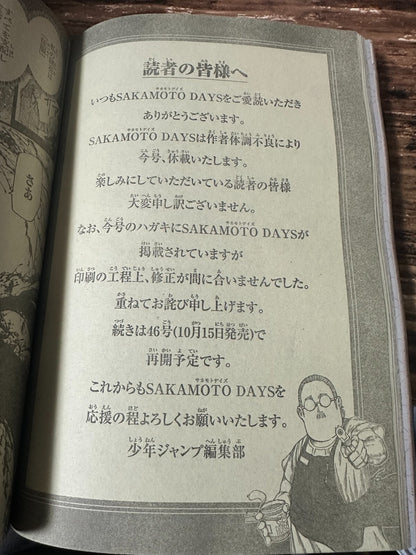 読者の皆様へ
いつもSAKAMOTO DAYSをご愛読いただき
ありがとうございます。
SAKAMOTO DAYSは作者体調不良により
今号、休載いたします。
楽しみにしていただいている読者の皆様
大変申し訳ございません。
なお、今号のハガキにSAKAMOTO DAYSが
掲載されていますが
印刷の工程上、修正が間に合いませんでした。
重ねてお詫び申し上げます。
続きは46号(10月15日発売)で
再開予定です。
これからもSAKAMOTO DAYSを
応援の程よろしくお願いいたします。
少年ジャンプ編集部
さあ